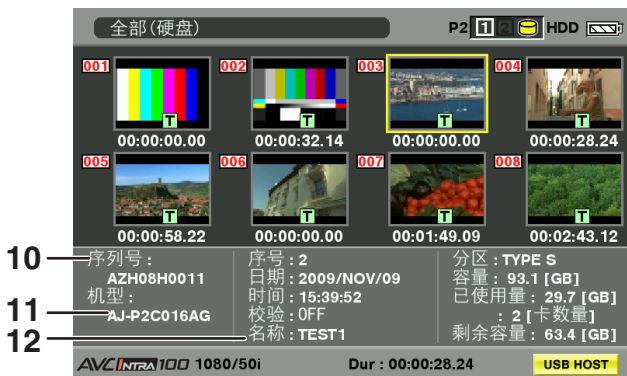 全部(硬盘)
P2 1 2 HDD
001 002 003 004
T T T T
00:00:00.00 00:00:32.14 00:00:00.00 00:00:28.24
005 006 007 008
T T T T
00:00:58.22 00:00:00.00 00:01:49.09 00:02:43.12
10
序列号:
AZH08H0011
机型:
11
AJ-P2C016AG
12
序号:2
日期:2009/NOV/09
时间:15:39:52
校验:OFF
名称:TEST1
分区:TYPE S
容量:93.1 [GB]
已使用量:29.7 [GB]
:2 [卡数量]
剩余容量:63.4 [GB]
AVC INTRA 100 1080/50i Dur : 00:00:28.24 USB HOST